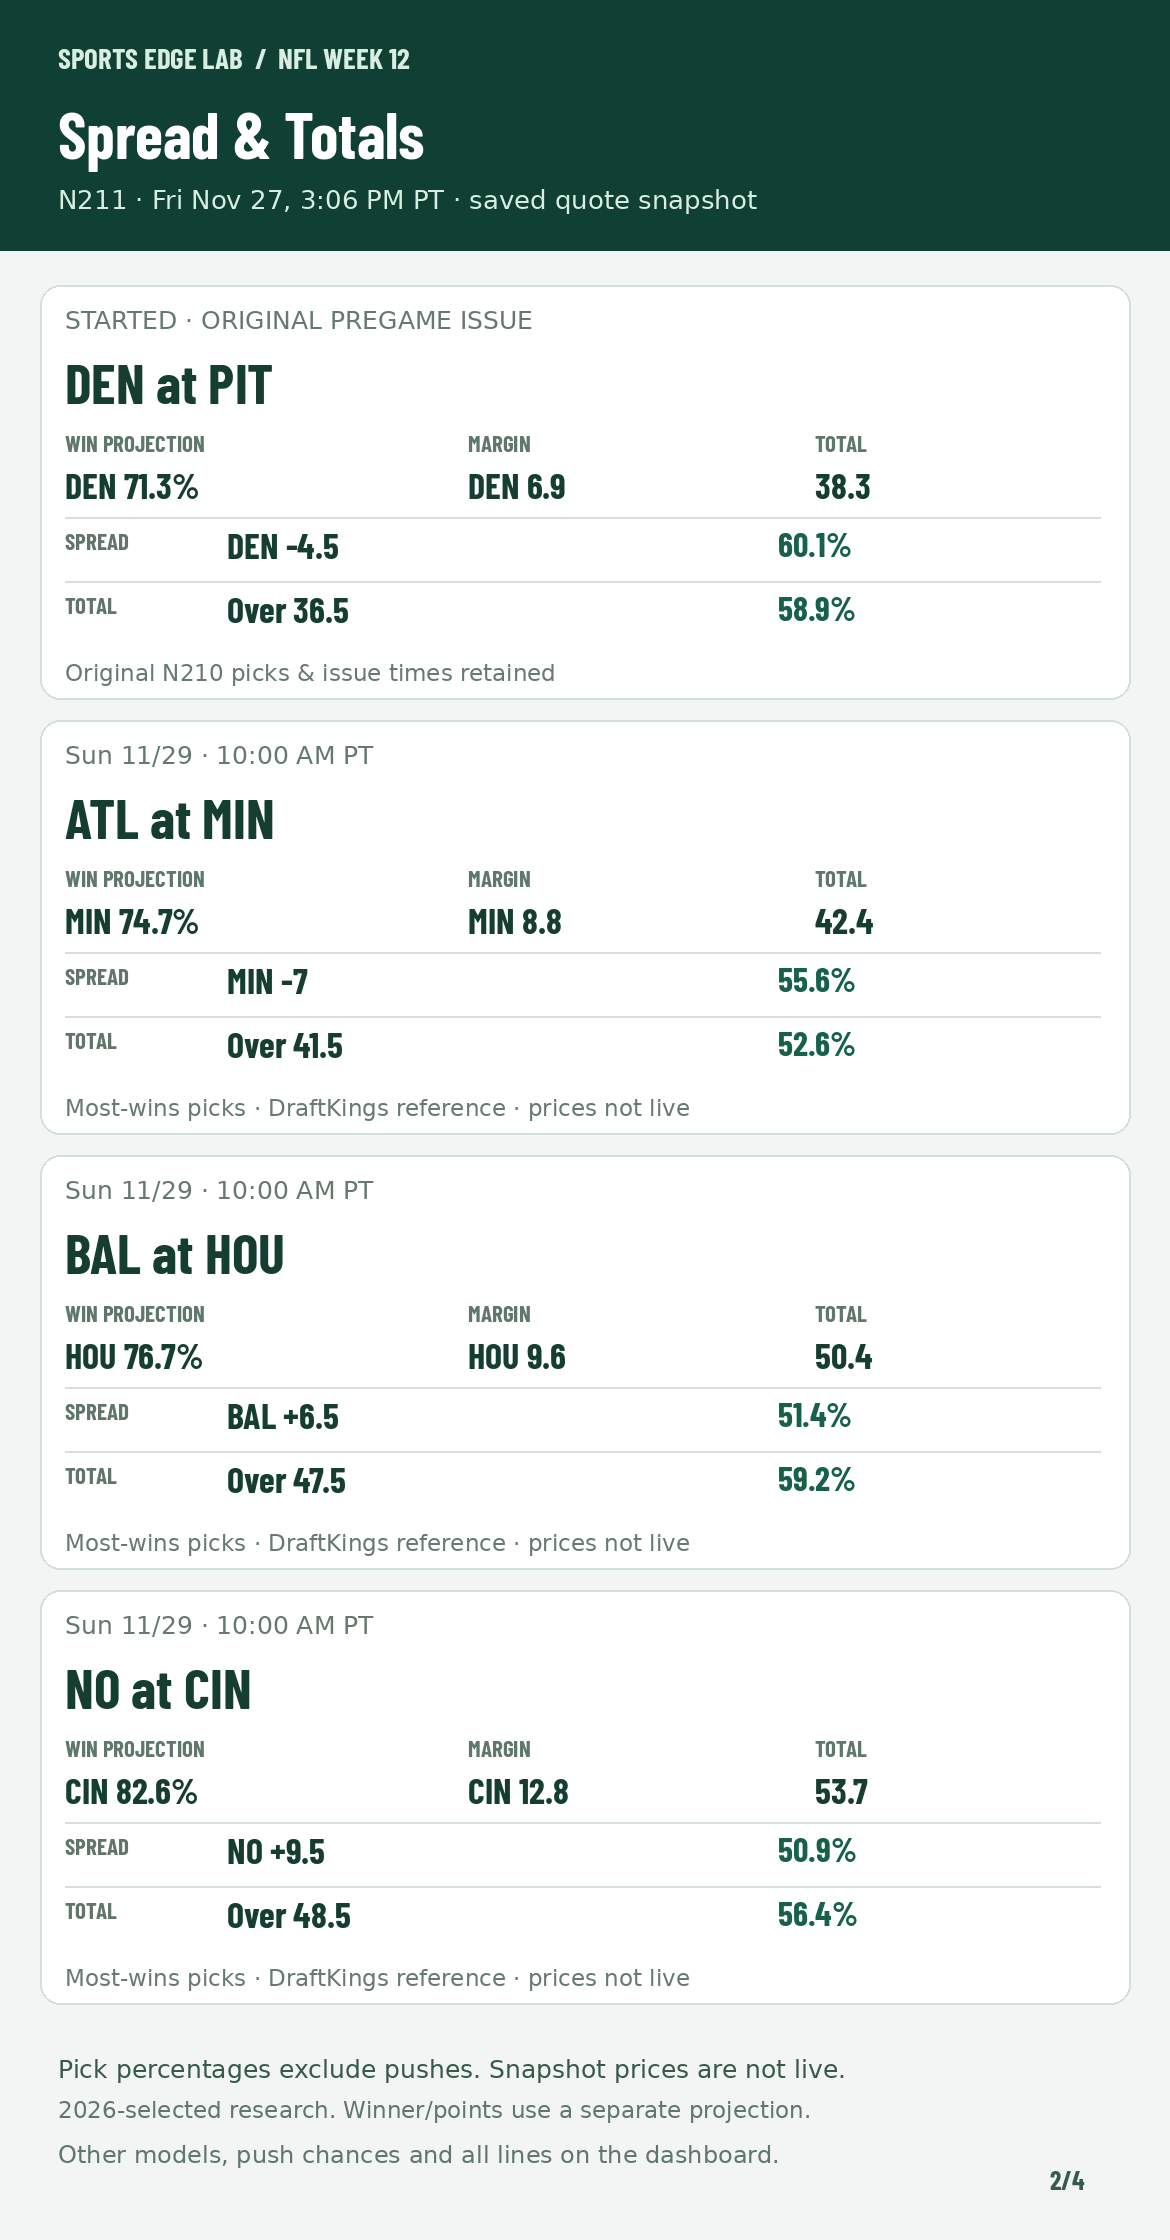 SPORTS EDGE LAB / NFL WEEK 12
Spread & Totals
N211 · Fri Nov 27, 3:06 PM PT · saved quote snapshot
STARTED · ORIGINAL PREGAME ISSUE
DEN at PIT
WIN PROJECTION MARGIN TOTAL
DEN 71.3% DEN 6.9 38.3
SPREAD DEN -4.5 60.1%
TOTAL Over 36.5 58.9%
Original N210 picks & issue times retained
Sun 11/29 · 10:00 AM PT
ATL at MIN
WIN PROJECTION MARGIN TOTAL
MIN 74.7% MIN 8.8 42.4
SPREAD MIN -7 55.6%
TOTAL Over 41.5 52.6%
Most-wins picks · DraftKings reference · prices not live
Sun 11/29 · 10:00 AM PT
BAL at HOU
WIN PROJECTION MARGIN TOTAL
HOU 76.7% HOU 9.6 50.4
SPREAD BAL +6.5 51.4%
TOTAL Over 47.5 59.2%
Most-wins picks · DraftKings reference · prices not live
Sun 11/29 · 10:00 AM PT
NO at CIN
WIN PROJECTION MARGIN TOTAL
CIN 82.6% CIN 12.8 53.7
SPREAD NO +9.5 50.9%
TOTAL Over 48.5 56.4%
Most-wins picks · DraftKings reference · prices not live
Pick percentages exclude pushes. Snapshot prices are not live.
2026-selected research. Winner/points use a separate projection.
Other models, push chances and all lines on the dashboard.
2/4